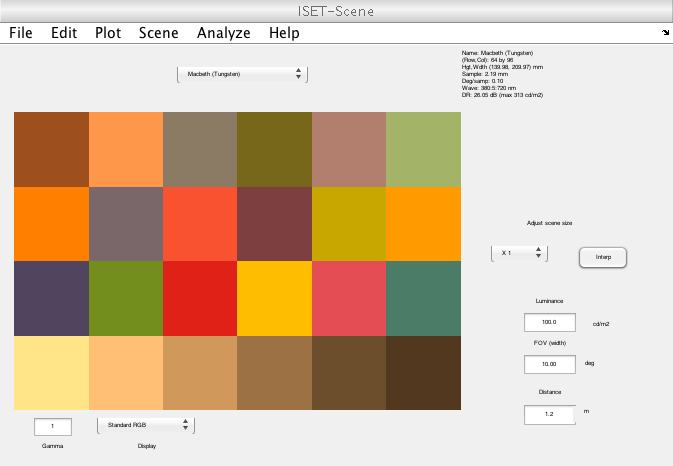 ISET-Scene
File Edit Plot Scene Analyze Help
Macbeth (Tungsten)
Name: Macbeth (Tungsten)
(Row,Col): 64 by 96
Hgt,Wdth (139.98, 209.97) mm
Sample: 2.19 mm
Deg/samp: 0.10
Wave: 380:5:720 nm
DR: 26.05 dB (max 313 cd/m2)
Adjust scene size
X 1
Interp
Luminance
100.0 cd/m2
FOV (width)
10.00 deg
Distance
1.2 m
1 Standard RGB
Gamma Display